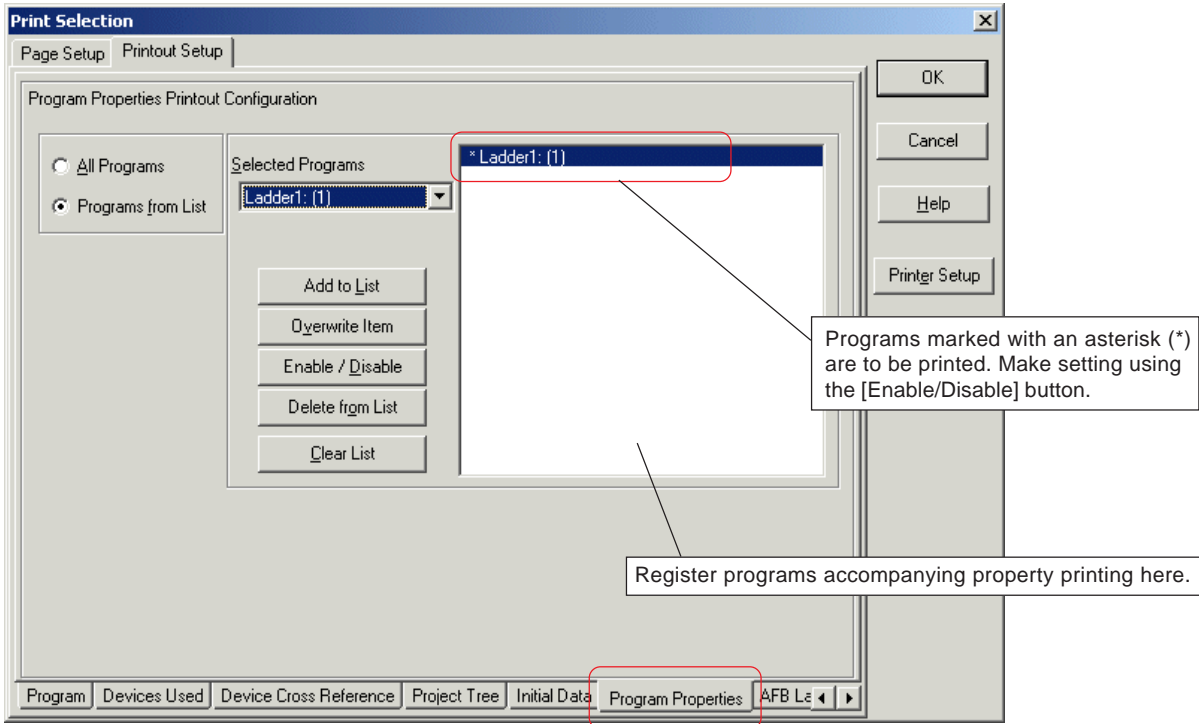 Print Selection
Page Setup
Printout Setup
Program Properties Printout Configuration
All Programs
Programs from List
Selected Programs
Ladder1: (1)
Add to List
Overwrite Item
Enable / Disable
Delete from List
Clear List
* Ladder1: (1)
OK
Cancel
Help
Printer Setup
Programs marked with an asterisk (*)
are to be printed. Make setting using
the [Enable/Disable] button.
Register programs accompanying property printing here.
Program
Devices Used
Device Cross Reference
Project Tree
Initial Data
Program Properties
AFB